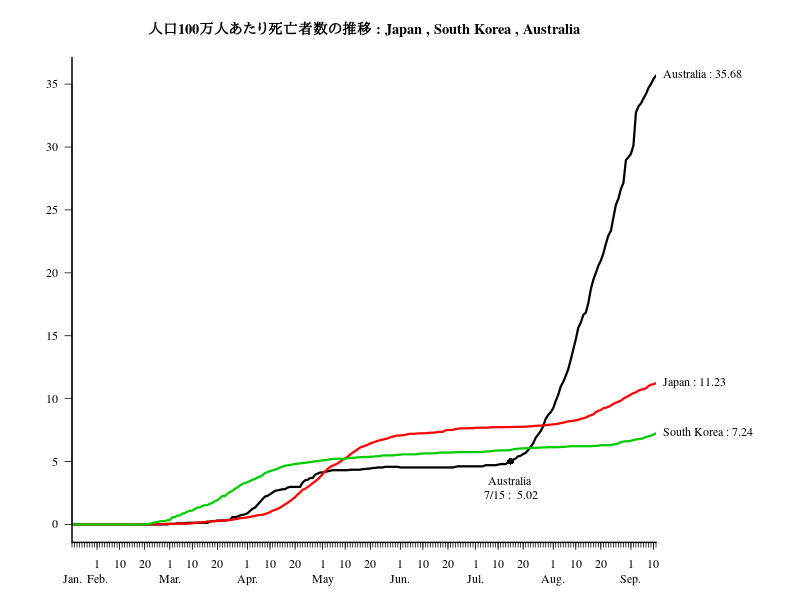 人口100万人あたり死亡者数の推移 : Japan , South Korea , Australia
35
30
25
20
15
10
5
0
Australia : 35.68
Japan : 11.23
South Korea : 7.24
Australia
7/15 : 5.02
1 10 20 1 10 20 1 10 20 1 10 20 1 10 20 1 10 20 1 10 20 1 10
Jan. Feb. Mar. Apr. May Jun. Jul. Aug. Sep.